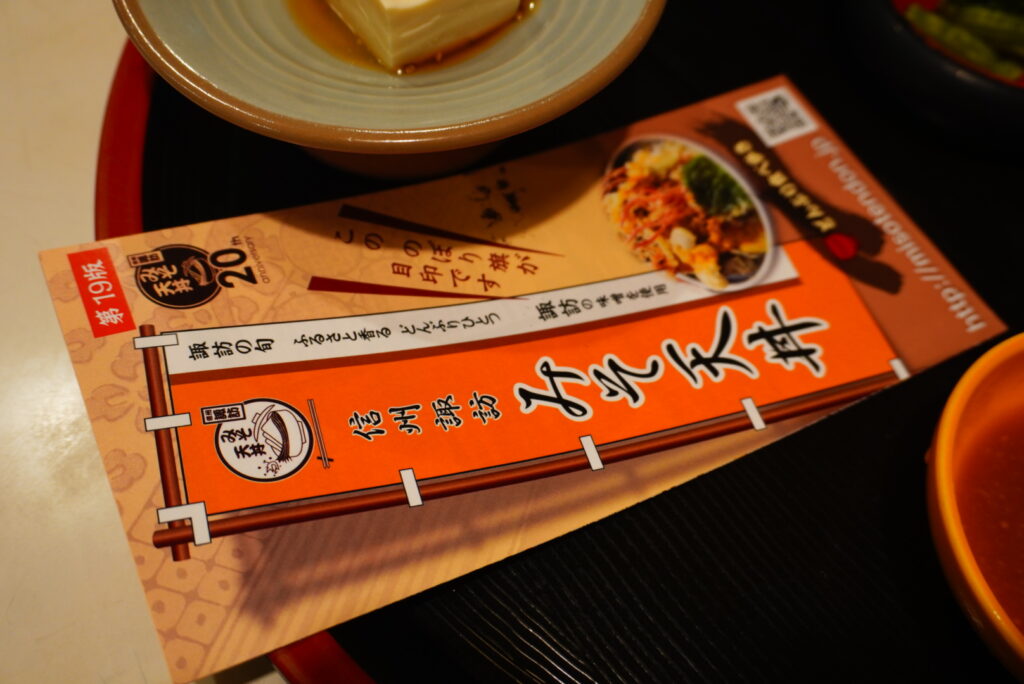 第19版
信州諏訪
みそ天丼
20th
anniversary
この
のぼり旗が
目印です
http://misotendon.jp
諏訪の旬
ふるさと香る どんぶりひとつ
諏訪の味噌を使用
信州諏訪
みそ天丼
諏訪
みそ
天丼